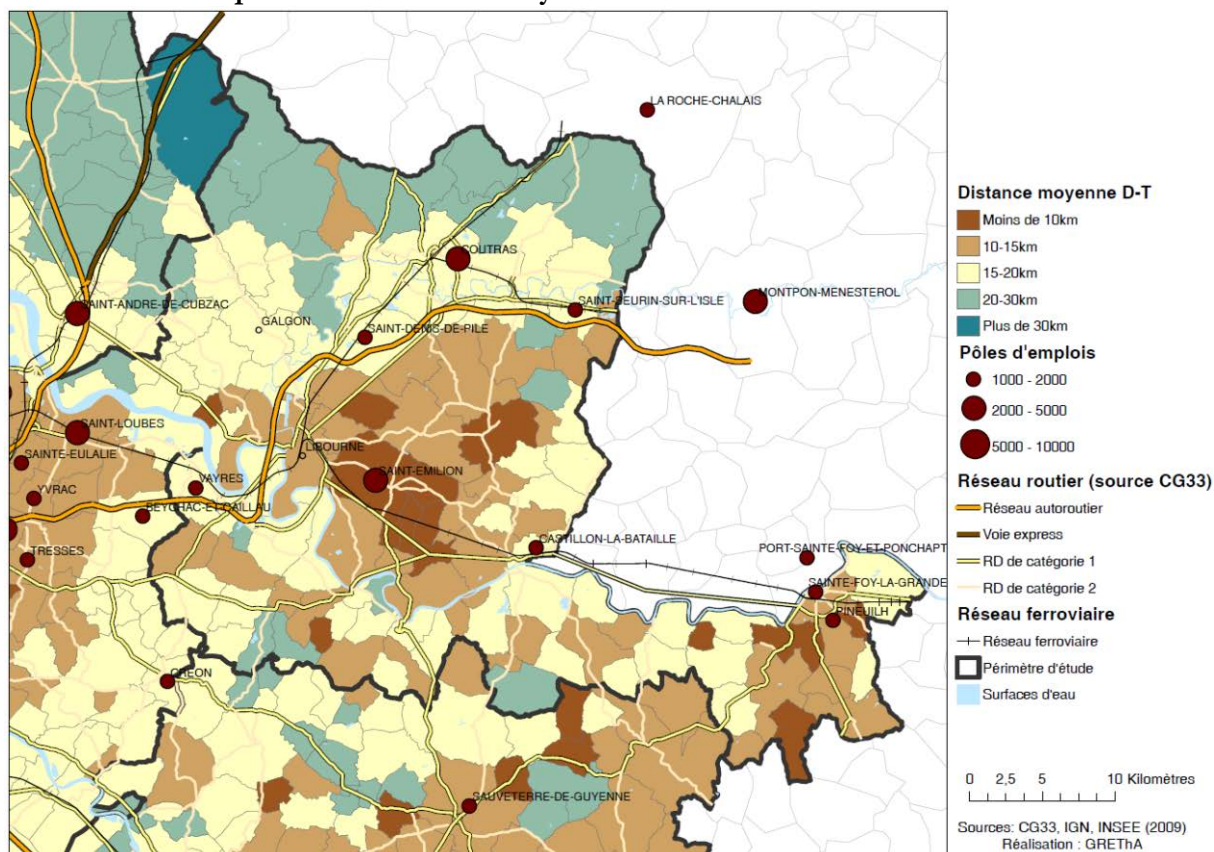 LA ROCHE-CHALAIS
COUTRAS
SAINT-ANDRE-DE-CUBZAC
SAINT-SEURIN-SUR-L'ISLE
MONTPON-MENESTEROL
GALGON
SAINT-DENIS-DE-PILE
SAINT-LOUBES
LIBOURNE
SAINTE-EULALIE
SAINT-EMILION
VAYRES
YVRAC
BEYCHAC-ET-CAILLAU
CASTILLON-LA-BATAILLE
TRESSES
PORT-SAINTE-FOY-ET-PONCHAPT
SAINTE-FOY-LA-GRANDE
PINEUILH
CREON
SAUVETERRE-DE-GUYENNE
Distance moyenne D-T
Moins de 10km
10-15km
15-20km
20-30km
Plus de 30km
Pôles d'emplois
1000 - 2000
2000 - 5000
5000 - 10000
Réseau routier (source CG33)
Réseau autoroutier
Voie express
RD de catégorie 1
RD de catégorie 2
Réseau ferroviaire
Réseau ferroviaire
Périmètre d'étude
Surfaces d'eau
0 2,5 5 10 Kilomètres
Sources: CG33, IGN, INSEE (2009)
Réalisation : GREThA